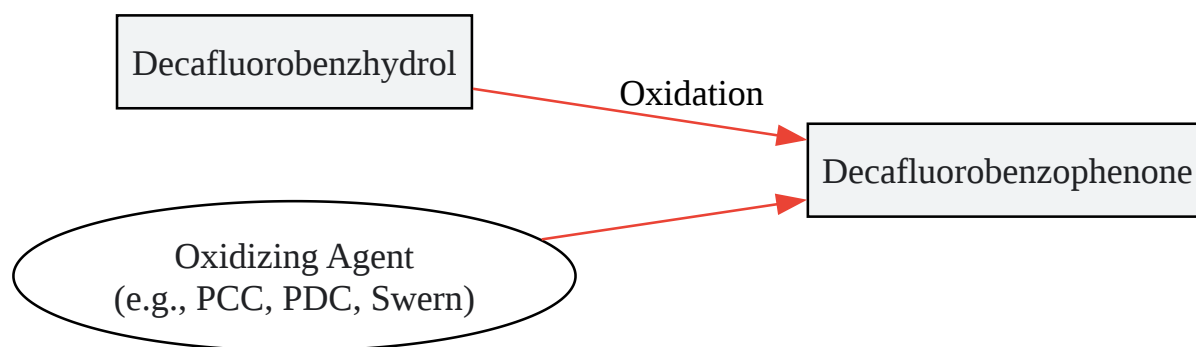 Decafluorobenzhydrol
Oxidation
Decafluorobenzophenone
Oxidizing Agent
(e.g., PCC, PDC, Swern)